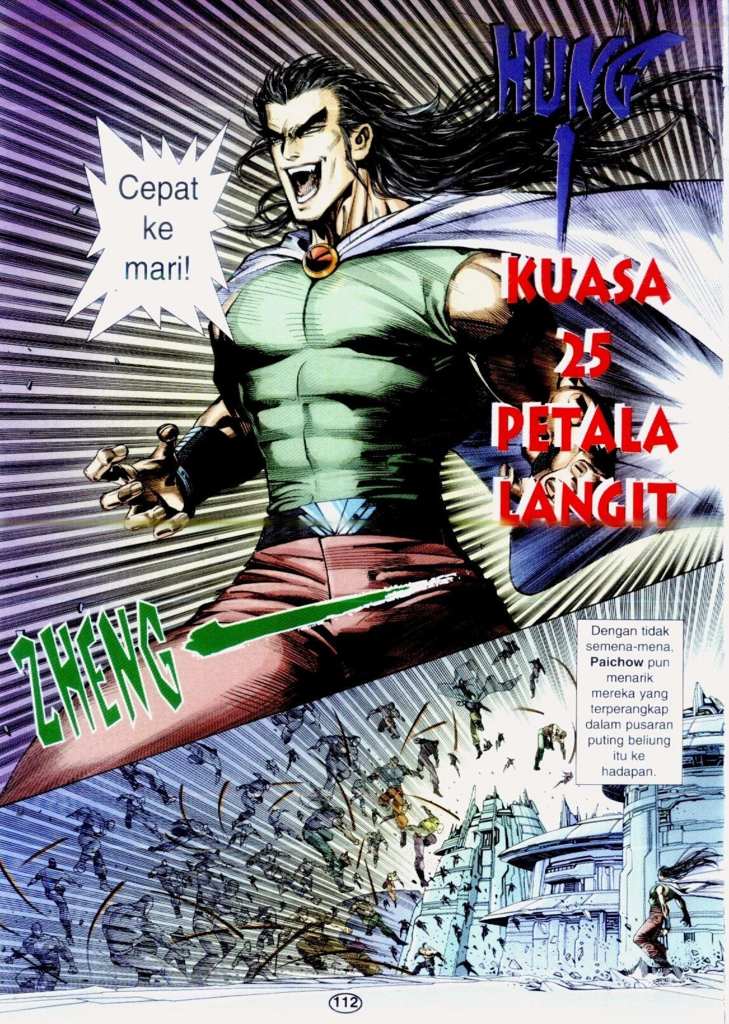 HUNG
Cepat
ke
mari!
KUASA
25
PETALA
LANGIT
ZHENG
Dengan tidak
semena-mena,
Paichow pun
menarik
mereka yang
terperangkap
dalam pusaran
puting beliung
itu ke
hadapan.
112